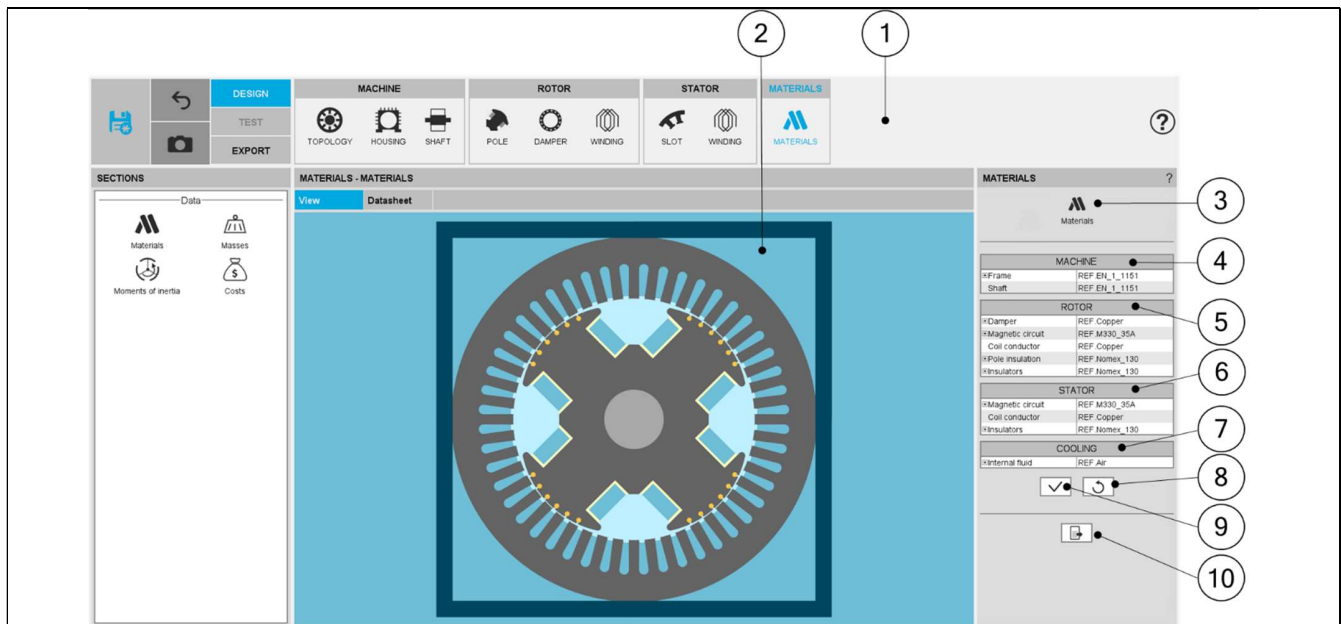 2 1
DESIGN MACHINE ROTOR STATOR MATERIALS
TEST
EXPORT TOPOLOGY HOUSING SHAFT POLE DAMPER WINDING SLOT WINDING MATERIALS ?
SECTIONS MATERIALS - MATERIALS MATERIALS ?
Data View Datasheet
Materials Masses
Moments of inertia Costs
$
Materials 3
MACHINE 4
Frame REF.EN_1_1151
Shaft REF.EN_1_1151
ROTOR 5
Damper REF.Copper
Magnetic circuit REF.M330_35A
Coil conductor REF.Copper
Pole insulation REF.Nomex_130
Insulators REF.Nomex_130
6
STATOR
Magnetic circuit REF.M330_35A
Coil conductor REF.Copper
Insulators REF.Nomex_130
7
COOLING
Internal fluid REF.Air
8
9
10